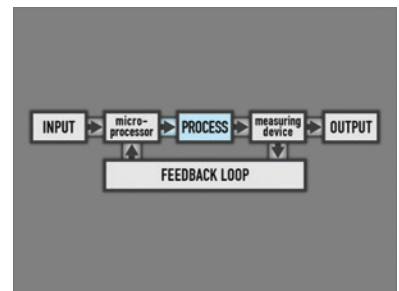 INPUT
micro-
processor
PROCESS
measuring
device
OUTPUT
FEEDBACK LOOP